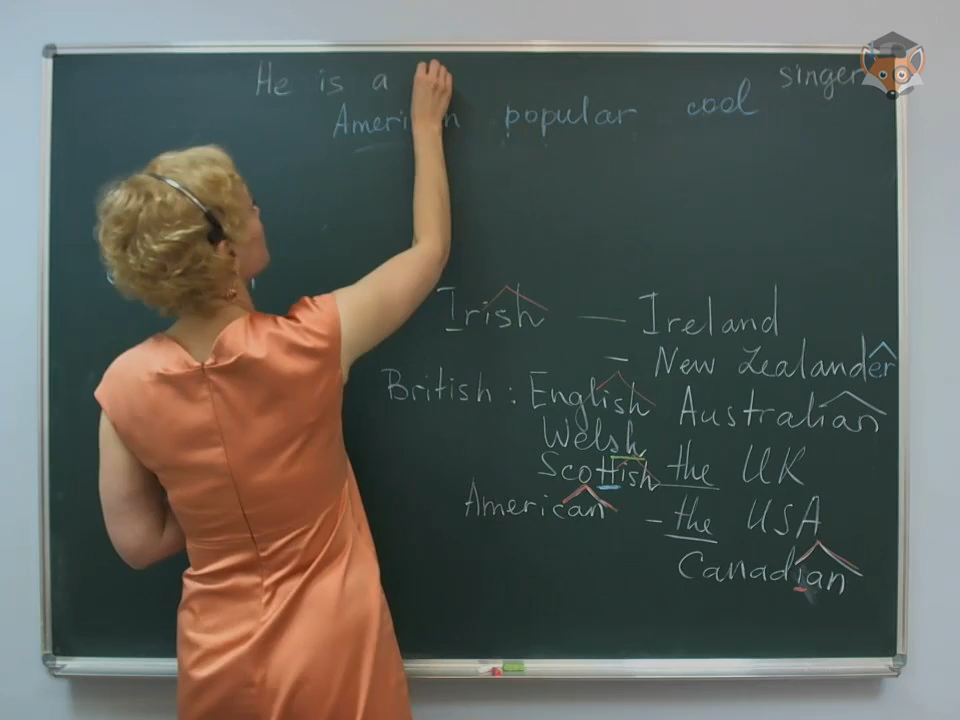 He is a singer
American popular cool
Irish — Ireland
– New Zealander
British : English Australian
Welsh
Scottish the UK
American – the USA
Canadian